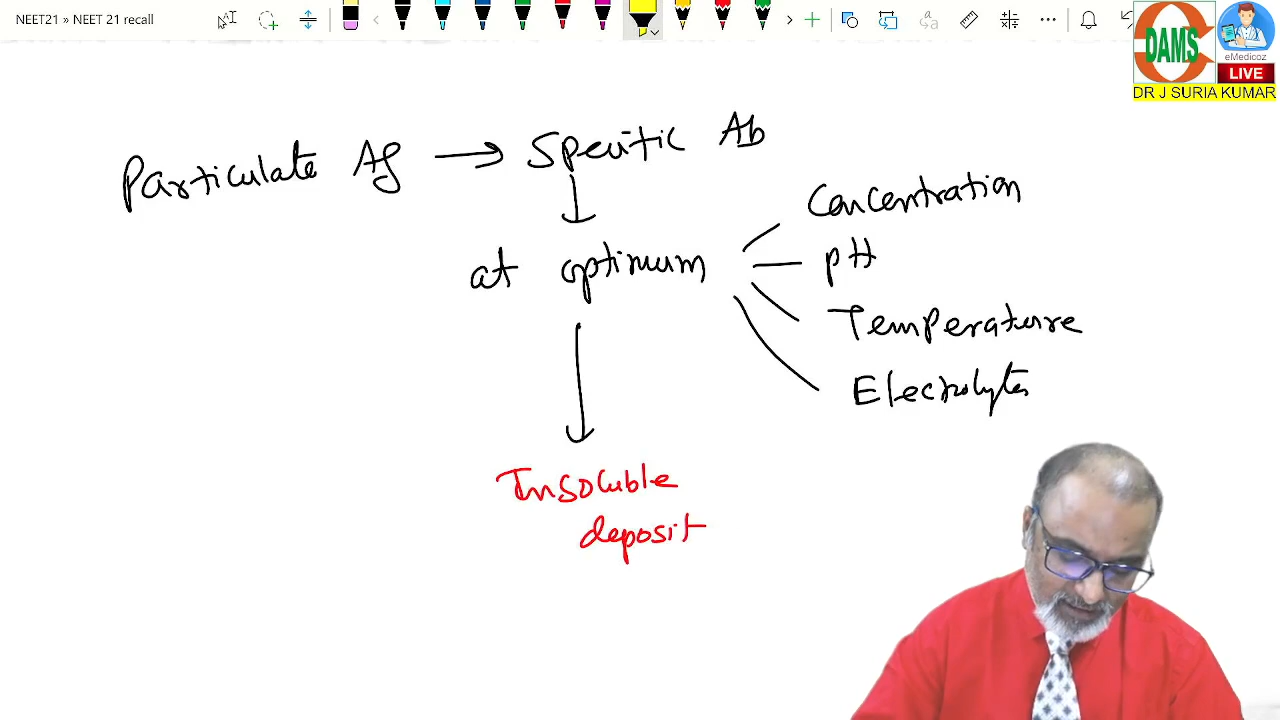 NEET21 » NEET 21 recall
DAMS
eMedicoz
LIVE
DR J SURIA KUMAR
Particulate Ag → Specific Ab
at optimum
Concentration
pH
Temperature
Electrolytes
Insoluble
deposit